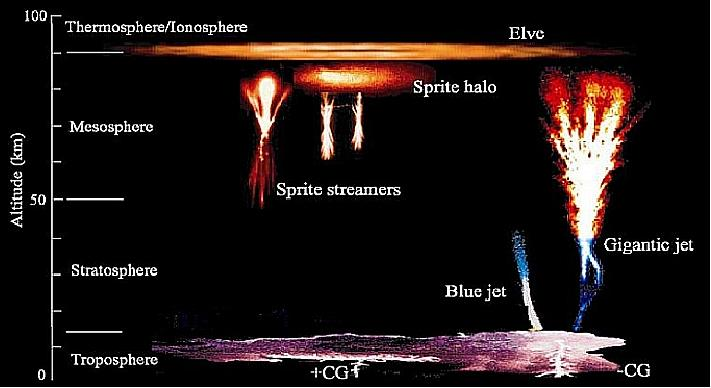 100
Thermosphere/Ionosphere
Elve
Sprite halo
Mesosphere
Altitude (km)
Sprite streamers
50
Gigantic jet
Stratosphere
Blue jet
Troposphere
0
+CG
-CG